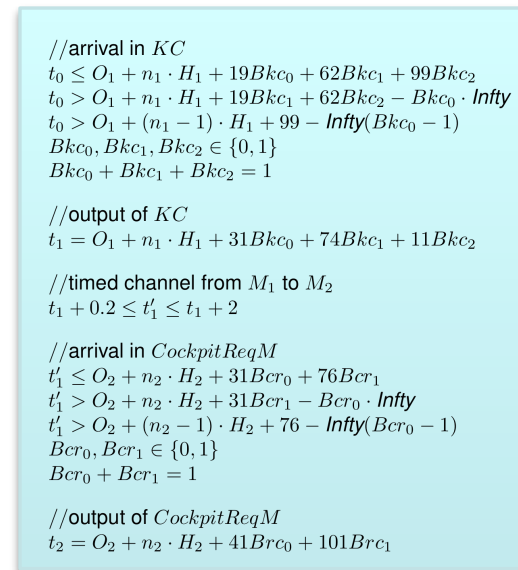 //arrival in KC
t₀ ≤ O₁ + n₁ · H₁ + 19Bkc₀ + 62Bkc₁ + 99Bkc₂
t₀ > O₁ + n₁ · H₁ + 19Bkc₁ + 62Bkc₂ − Bkc₀ · Infty
t₀ > O₁ + (n₁ − 1) · H₁ + 99 − Infty(Bkc₀ − 1)
Bkc₀, Bkc₁, Bkc₂ ∈ {0, 1}
Bkc₀ + Bkc₁ + Bkc₂ = 1
//output of KC
t₁ = O₁ + n₁ · H₁ + 31Bkc₀ + 74Bkc₁ + 11Bkc₂
//timed channel from M₁ to M₂
t₁ + 0.2 ≤ t′₁ ≤ t₁ + 2
//arrival in CockpitReqM
t′₁ ≤ O₂ + n₂ · H₂ + 31Bcr₀ + 76Bcr₁
t′₁ > O₂ + n₂ · H₂ + 31Bcr₁ − Bcr₀ · Infty
t′₁ > O₂ + (n₂ − 1) · H₂ + 76 − Infty(Bcr₀ − 1)
Bcr₀, Bcr₁ ∈ {0, 1}
Bcr₀ + Bcr₁ = 1
//output of CockpitReqM
t₂ = O₂ + n₂ · H₂ + 41Brc₀ + 101Brc₁